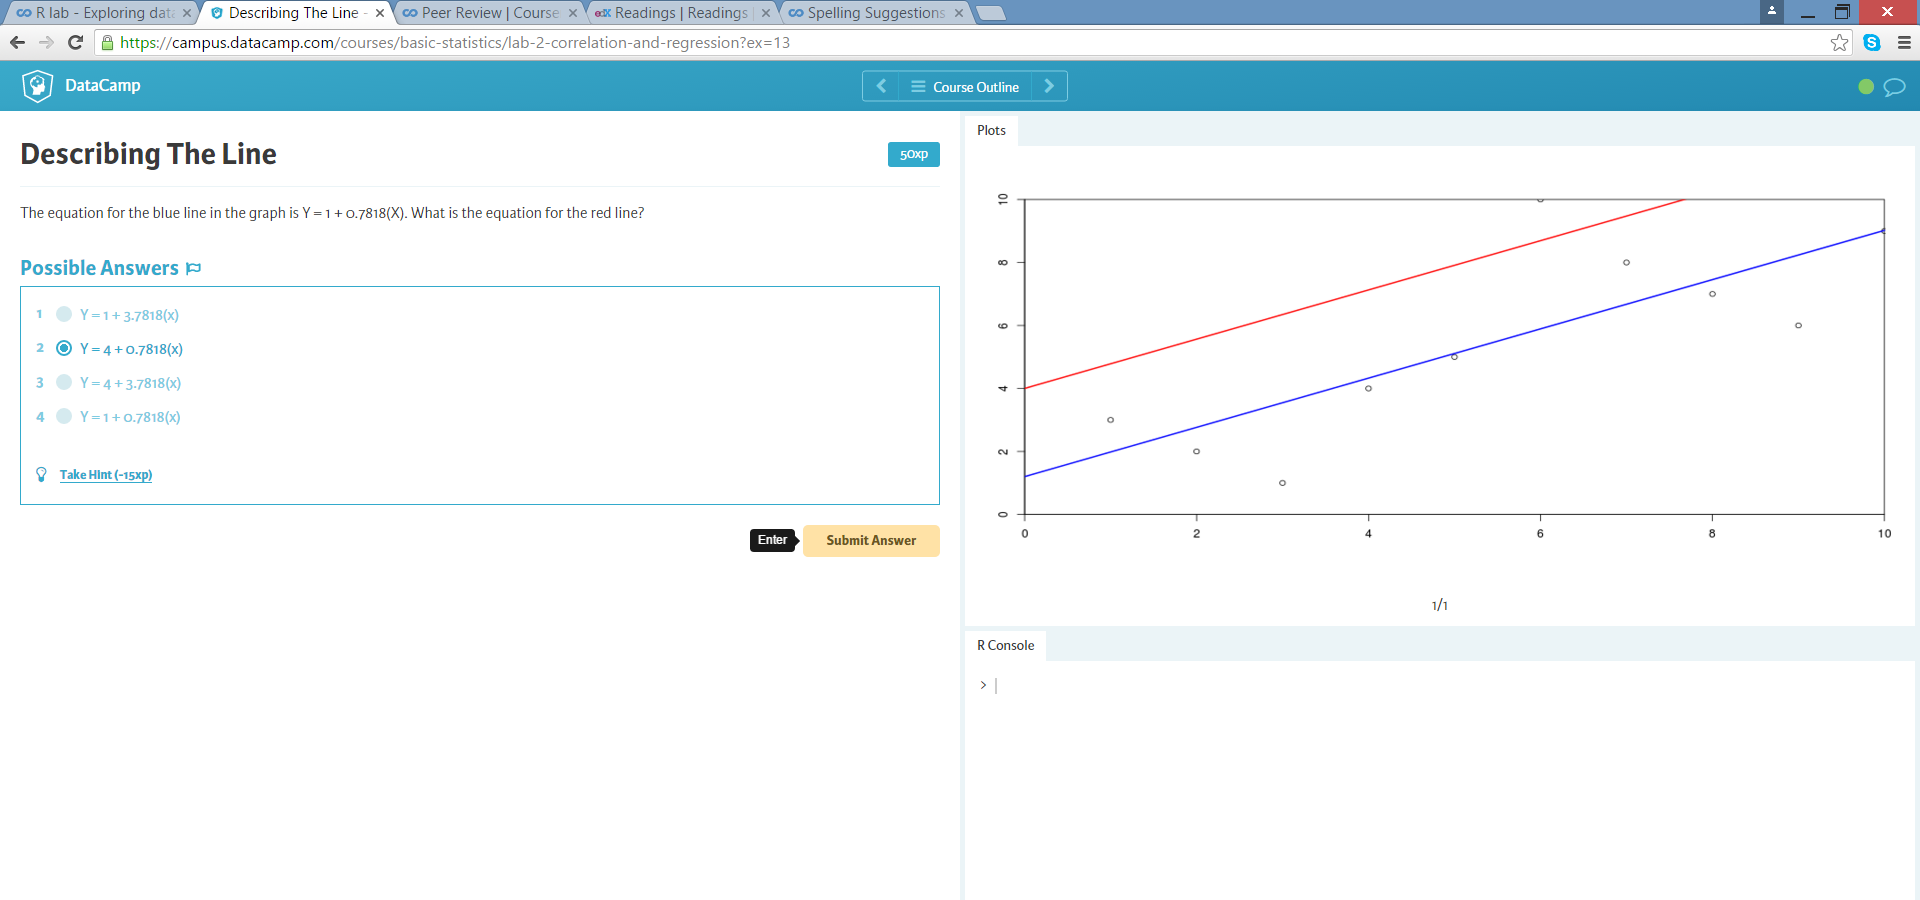 R lab - Exploring data
Describing The Line -
Peer Review | Course
edX Readings | Readings
Spelling Suggestions
https://campus.datacamp.com/courses/basic-statistics/lab-2-correlation-and-regression?ex=13
DataCamp
Course Outline
Describing The Line
50xp
The equation for the blue line in the graph is Y = 1 + 0.7818(X). What is the equation for the red line?
Possible Answers
1 Y = 1 + 3.7818(x)
2 Y = 4 + 0.7818(x)
3 Y = 4 + 3.7818(x)
4 Y = 1 + 0.7818(x)
Take Hint (-15xp)
Enter
Submit Answer
Plots
10
8
6
4
2
0
0 2 4 6 8 10
1/1
R Console
>